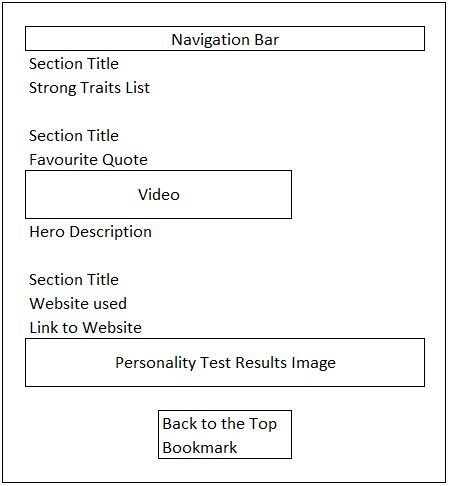 Navigation Bar
Section Title
Strong Traits List
Section Title
Favourite Quote
Video
Hero Description
Section Title
Website used
Link to Website
Personality Test Results Image
Back to the Top
Bookmark